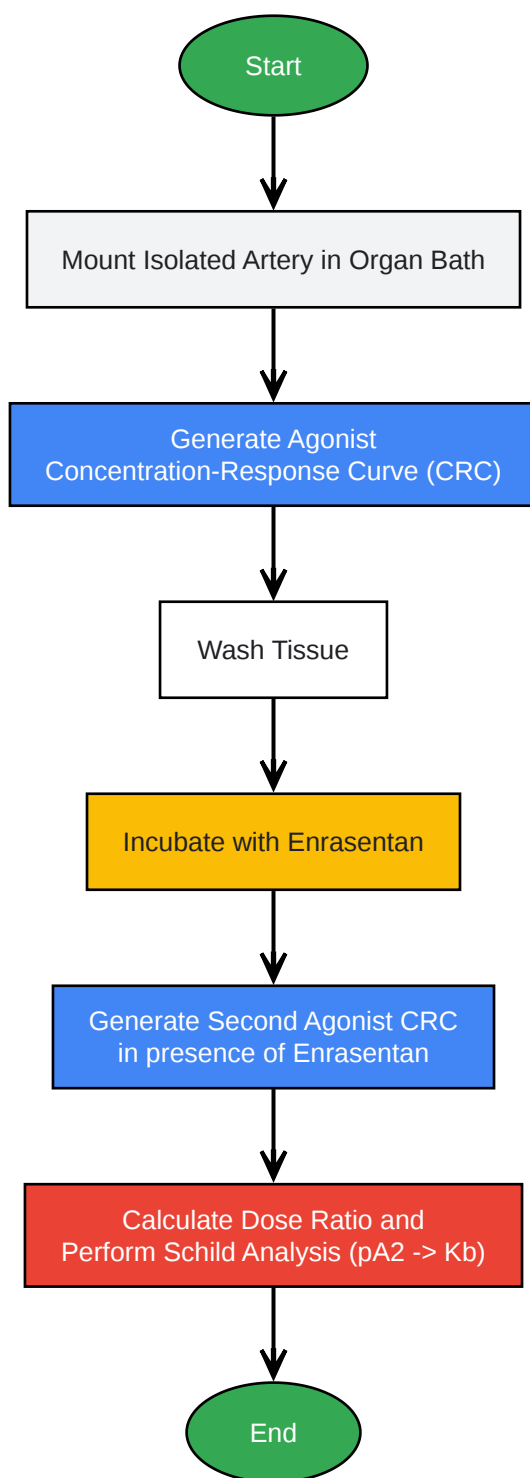 Start
Mount Isolated Artery in Organ Bath
Generate Agonist
Concentration-Response Curve (CRC)
Wash Tissue
Incubate with Enrasentan
Generate Second Agonist CRC
in presence of Enrasentan
Calculate Dose Ratio and
Perform Schild Analysis (pA2 -> Kb)
End